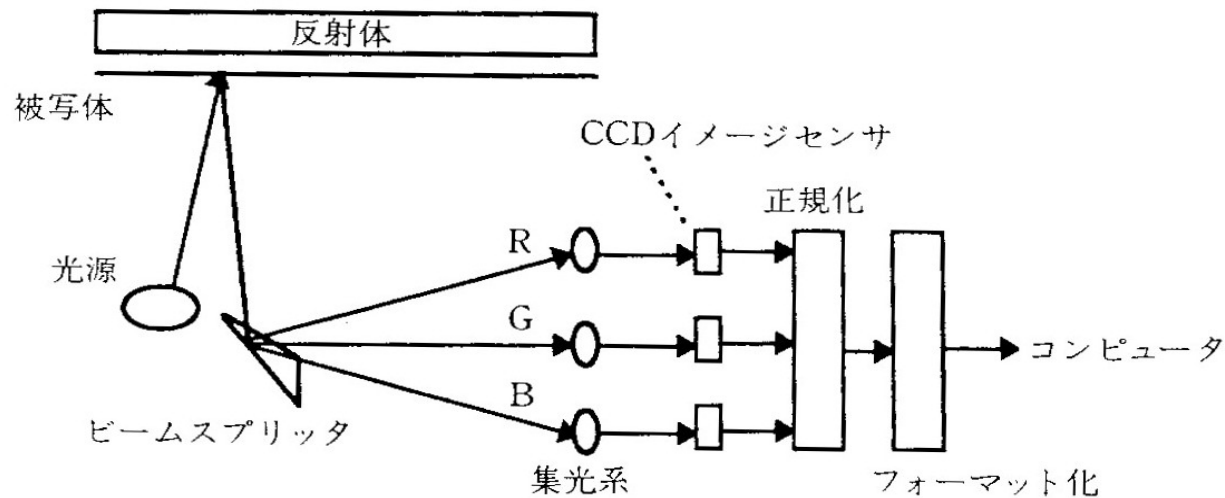 反射体
被写体
CCDイメージセンサ
正規化
光源
R
G
B
コンピュータ
ビームスプリッタ
集光系
フォーマット化